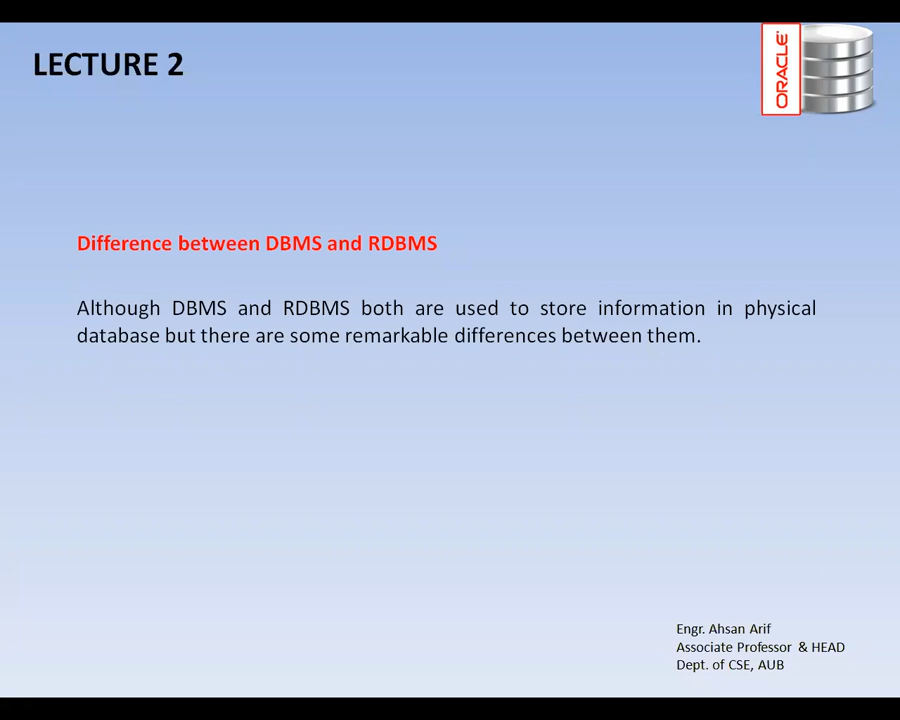 LECTURE 2
ORACLE
Difference between DBMS and RDBMS
Although DBMS and RDBMS both are used to store information in physical
database but there are some remarkable differences between them.
Engr. Ahsan Arif
Associate Professor & HEAD
Dept. of CSE, AUB